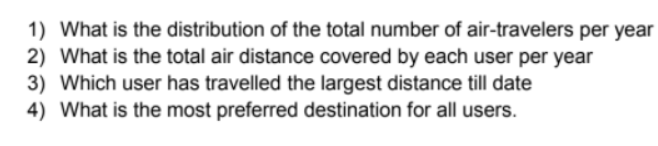 1) What is the distribution of the total number of air-travelers per year
2) What is the total air distance covered by each user per year
3) Which user has travelled the largest distance till date
4) What is the most preferred destination for all users.